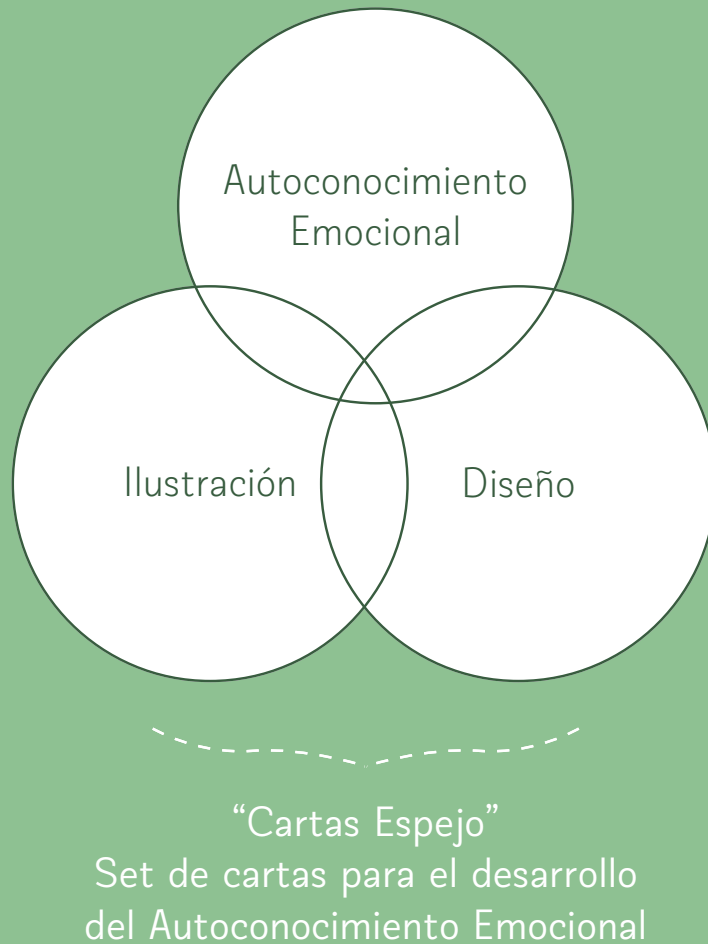 Autoconocimiento
Emocional
Ilustración
Diseño
“Cartas Espejo”
Set de cartas para el desarrollo
del Autoconocimiento Emocional